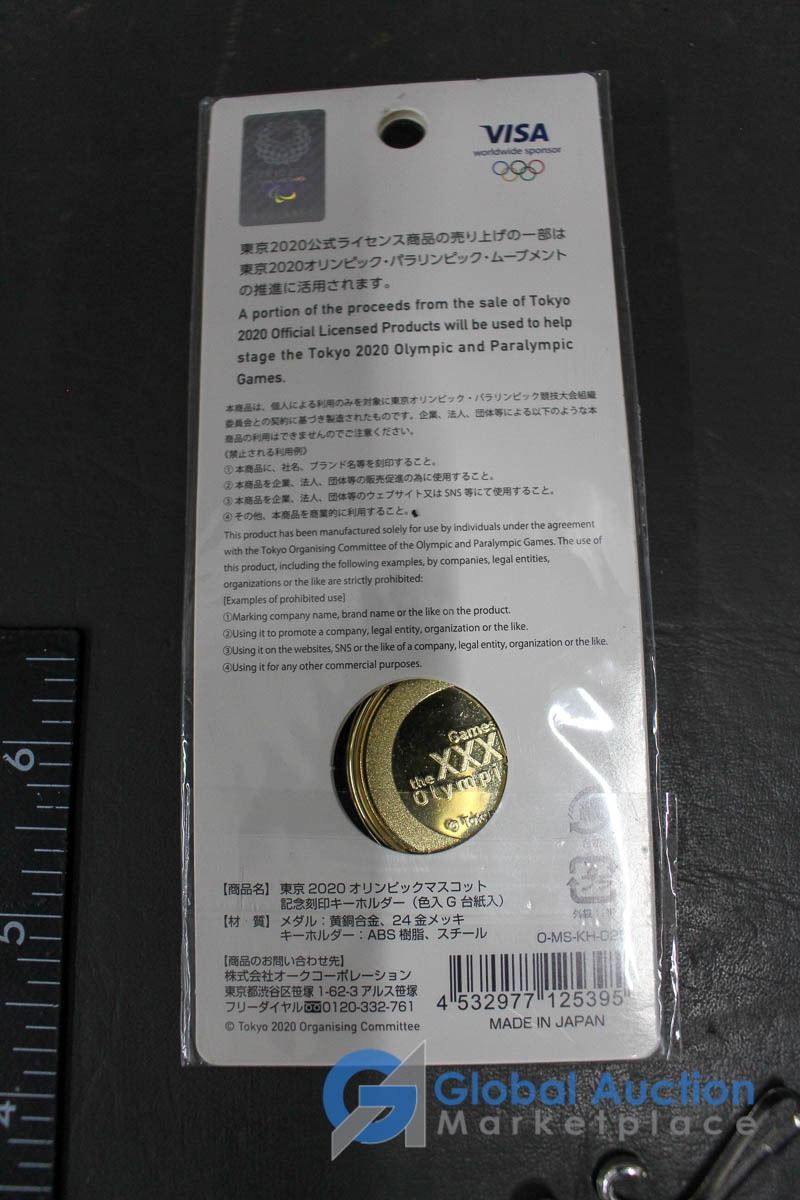 VISA
worldwide sponsor
東京2020公式ライセンス商品の売り上げの一部は
東京2020オリンピック・パラリンピック・ムーブメント
の推進に活用されます。
A portion of the proceeds from the sale of Tokyo
2020 Official Licensed Products will be used to help
stage the Tokyo 2020 Olympic and Paralympic
Games.
本商品は、個人による利用のみを対象に東京オリンピック・パラリンピック競技大会組織
委員会との契約に基づき製造されたものです。企業、法人、団体等による以下のような本
商品の利用はできませんのでご注意ください。
《禁止される利用例》
①本商品に、社名、ブランド名等を刻印すること。
②本商品を企業、法人、団体等の販売促進の為に使用すること。
③本商品を企業、法人、団体等のウェブサイト又は SNS 等にて使用すること。
④その他、本商品を商業的に利用すること。
This product has been manufactured solely for use by individuals under the agreement
with the Tokyo Organising Committee of the Olympic and Paralympic Games. The use of
this product, including the following examples, by companies, legal entities,
organizations or the like are strictly prohibited:
[Examples of prohibited use]
①Marking company name, brand name or the like on the product.
②Using it to promote a company, legal entity, organization or the like.
③Using it on the websites, SNS or the like of a company, legal entity, organization or the like.
④Using it for any other commercial purposes.
Games
the XXX
Olympi
© Tokyo
【商品名】 東京 2020 オリンピックマスコット
記念刻印キーホルダー（色入 G 台紙入）
【材・質】 メダル：黄銅合金、24 金メッキ
キーホルダー：ABS 樹脂、スチール
O-MS-KH-02
【商品のお問い合わせ先】
株式会社オークコーポレーション
東京都渋谷区笹塚 1-62-3 アルス笹塚
フリーダイヤル 0120-332-761
© Tokyo 2020 Organising Committee
4 532977 125395
MADE IN JAPAN
6
5
4
Global Auction
Marketplace